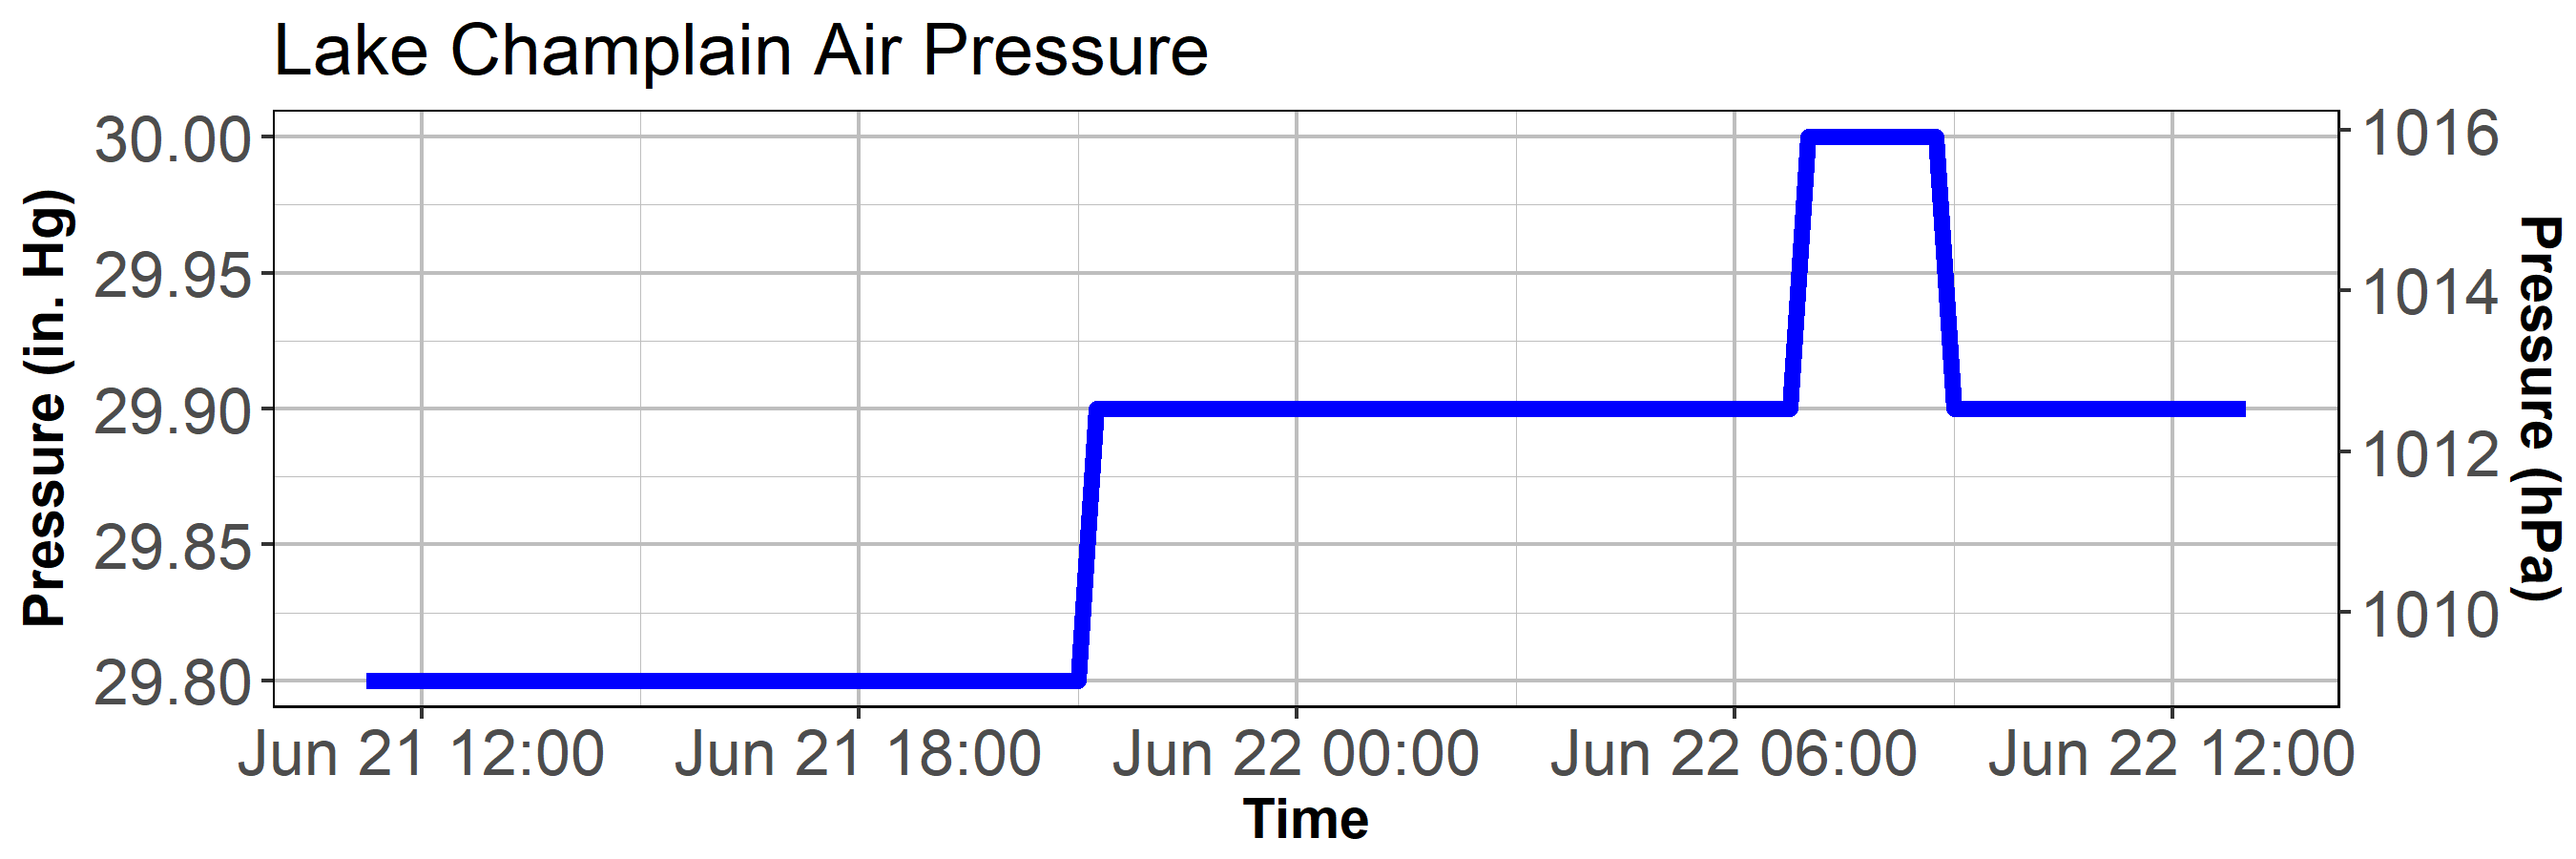 Lake Champlain Air Pressure
Pressure (in. Hg)
30.00
29.95
29.90
29.85
29.80
1016
1014
1012
1010
Pressure (hPa)
Jun 21 12:00 Jun 21 18:00 Jun 22 00:00 Jun 22 06:00 Jun 22 12:00
Time